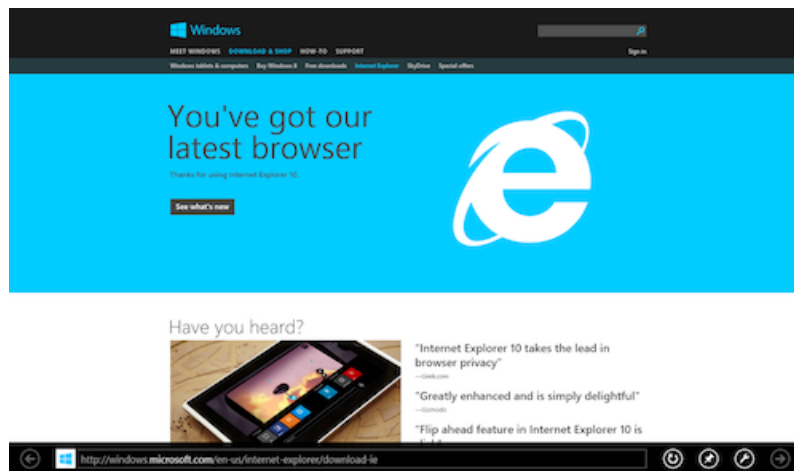 Windows
MEET WINDOWS DOWNLOAD & SHOP HOW-TO SUPPORT
Sign in
Windows tablets & computers Buy Windows 8 Free downloads Internet Explorer SkyDrive Special offers
You've got our
latest browser
Thanks for using Internet Explorer 10.
See what's new
Have you heard?
"Internet Explorer 10 takes the lead in
browser privacy"
—Geek.com
"Greatly enhanced and is simply delightful"
—Gizmodo
"Flip ahead feature in Internet Explorer 10 is
http://windows.microsoft.com/en-us/internet-explorer/download-ie